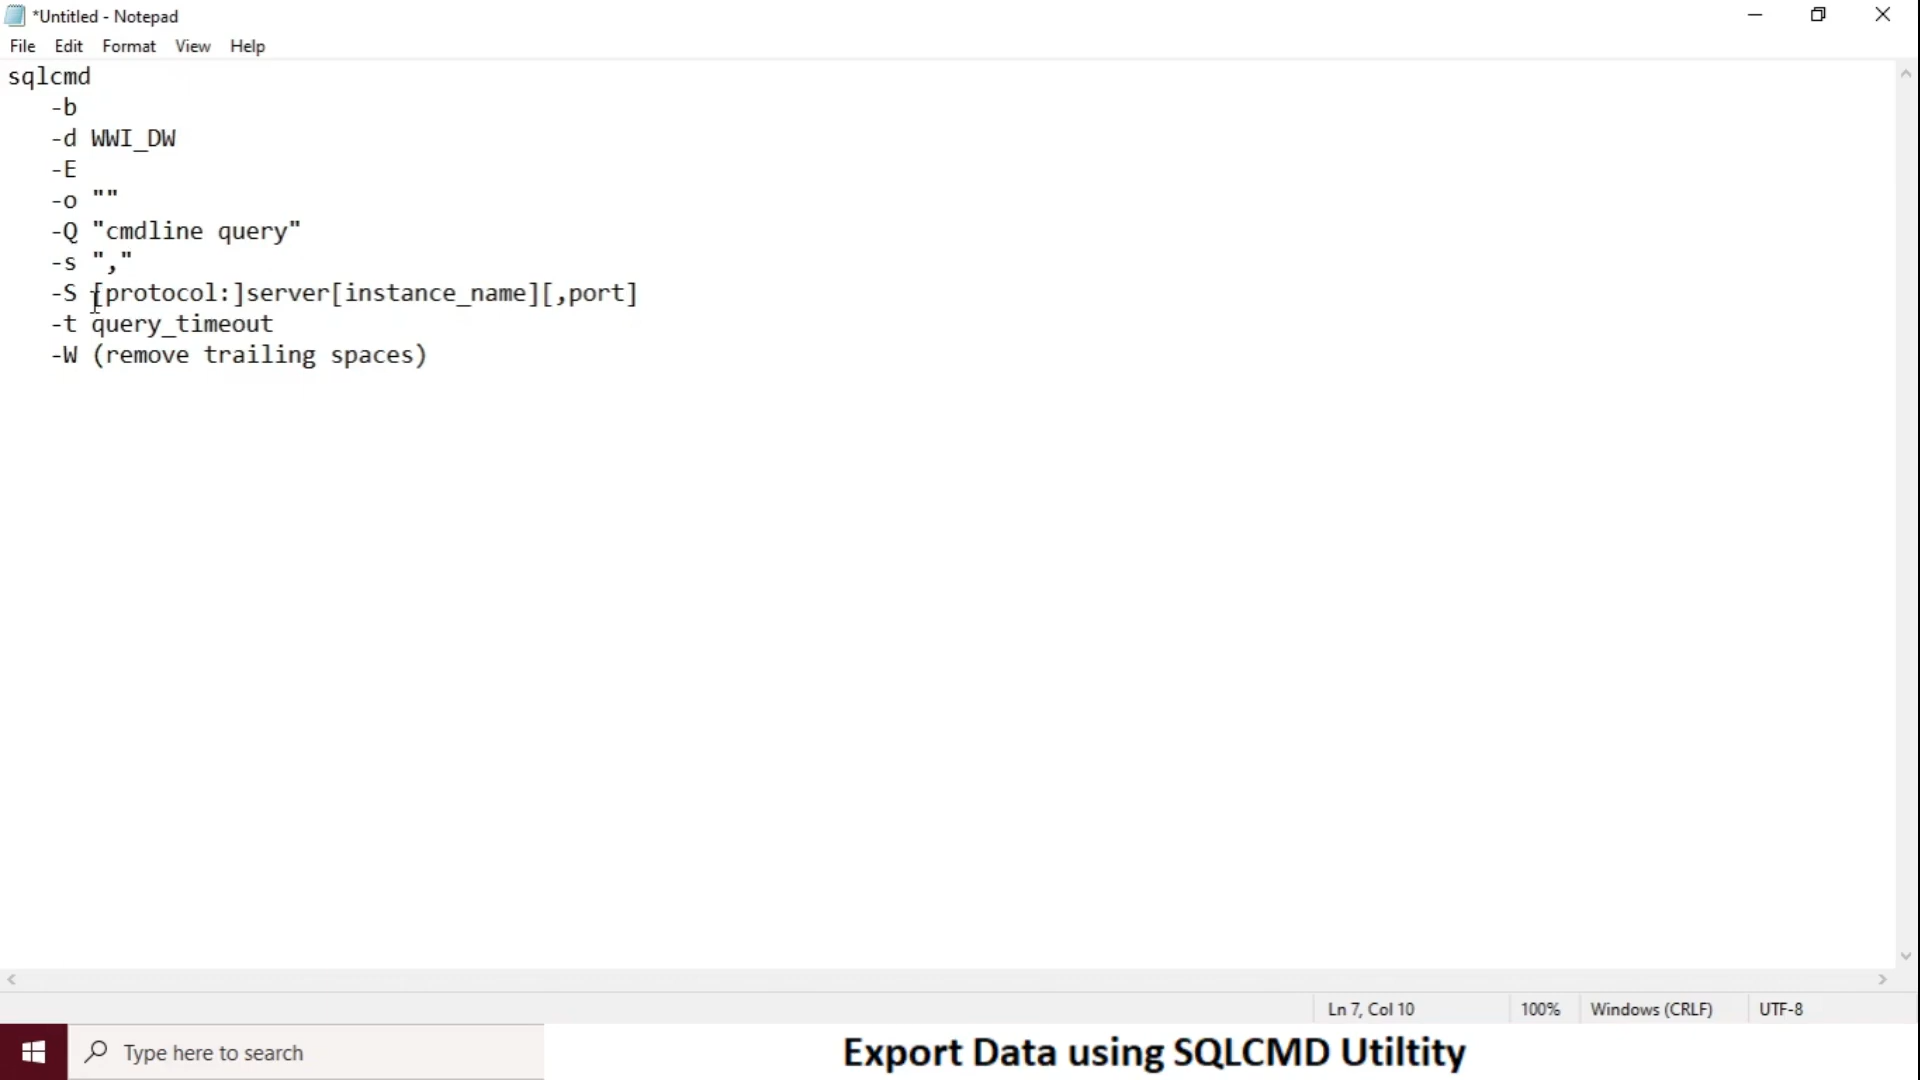 *Untitled - Notepad
File Edit Format View Help
sqlcmd
-b
-d WWI_DW
-E
-o ""
-Q "cmdline query"
-s ","
-S [protocol:]server[instance_name][,port]
-t query_timeout
-W (remove trailing spaces)
Ln 7, Col 10 100% Windows (CRLF) UTF-8
Type here to search
Export Data using SQLCMD Utiltity